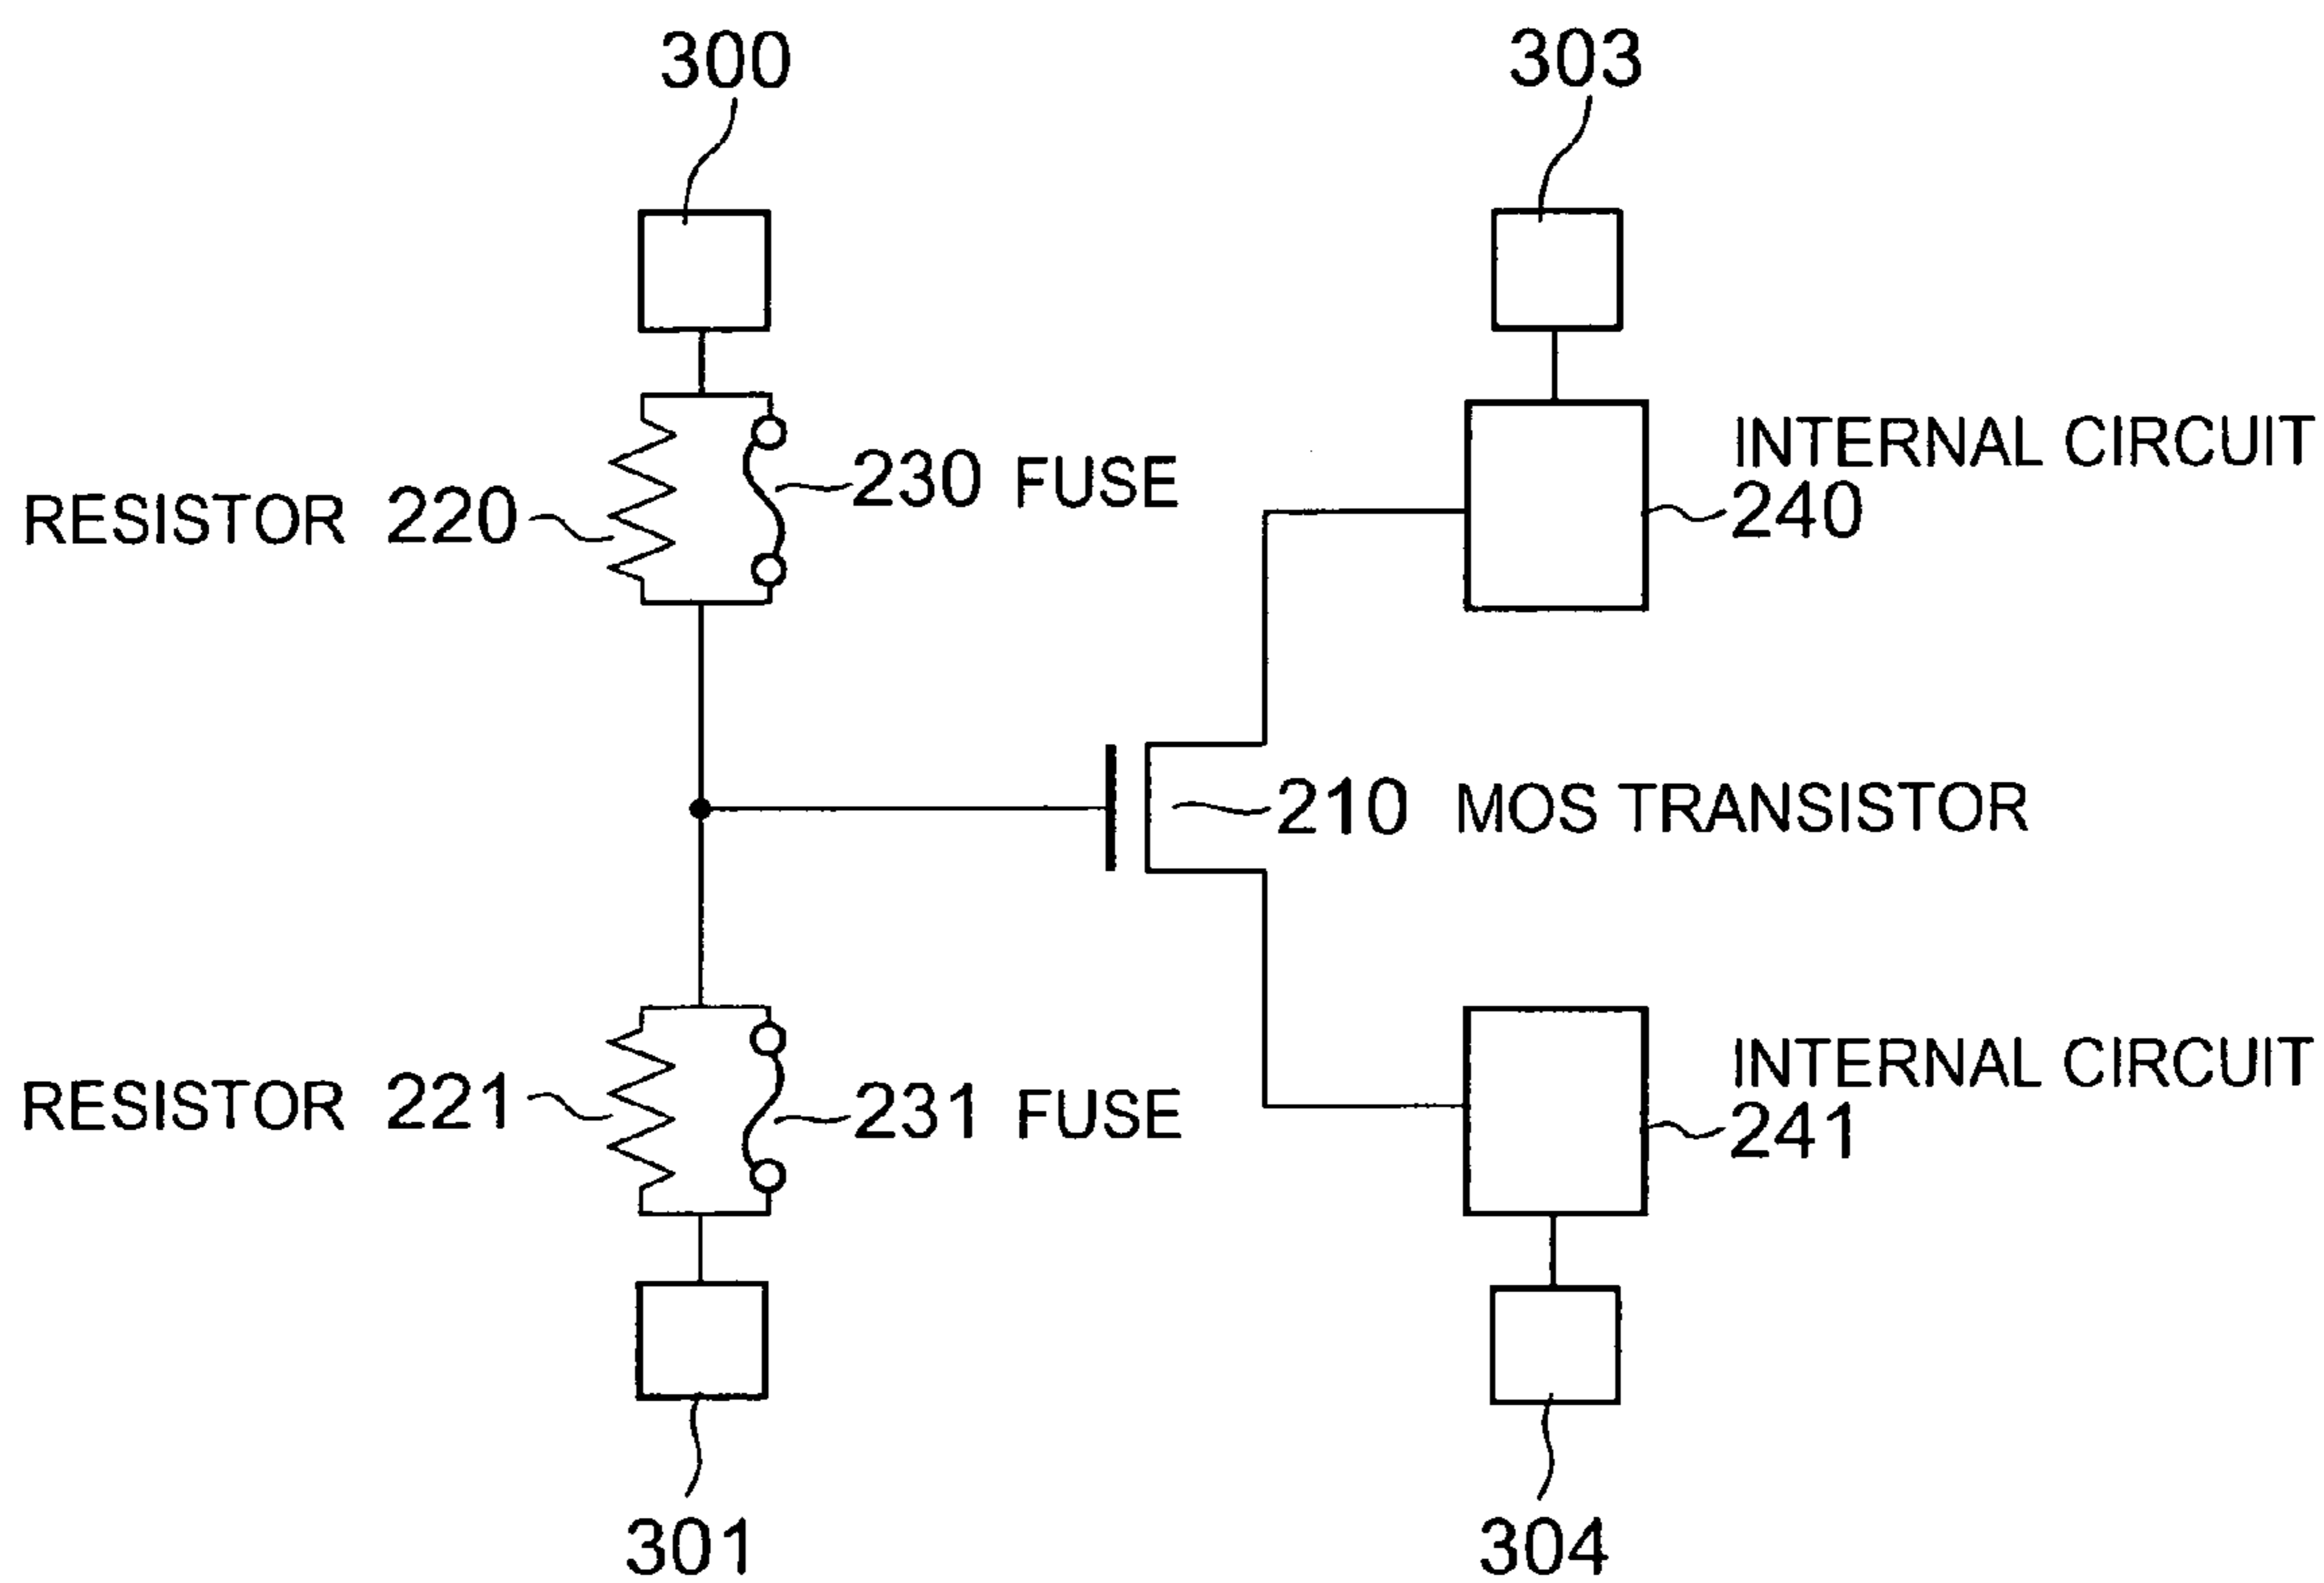 300
303
INTERNAL CIRCUIT
230 FUSE
RESISTOR 220
240
210 MOS TRANSISTOR
INTERNAL CIRCUIT
RESISTOR 221
231 FUSE
241
301
304